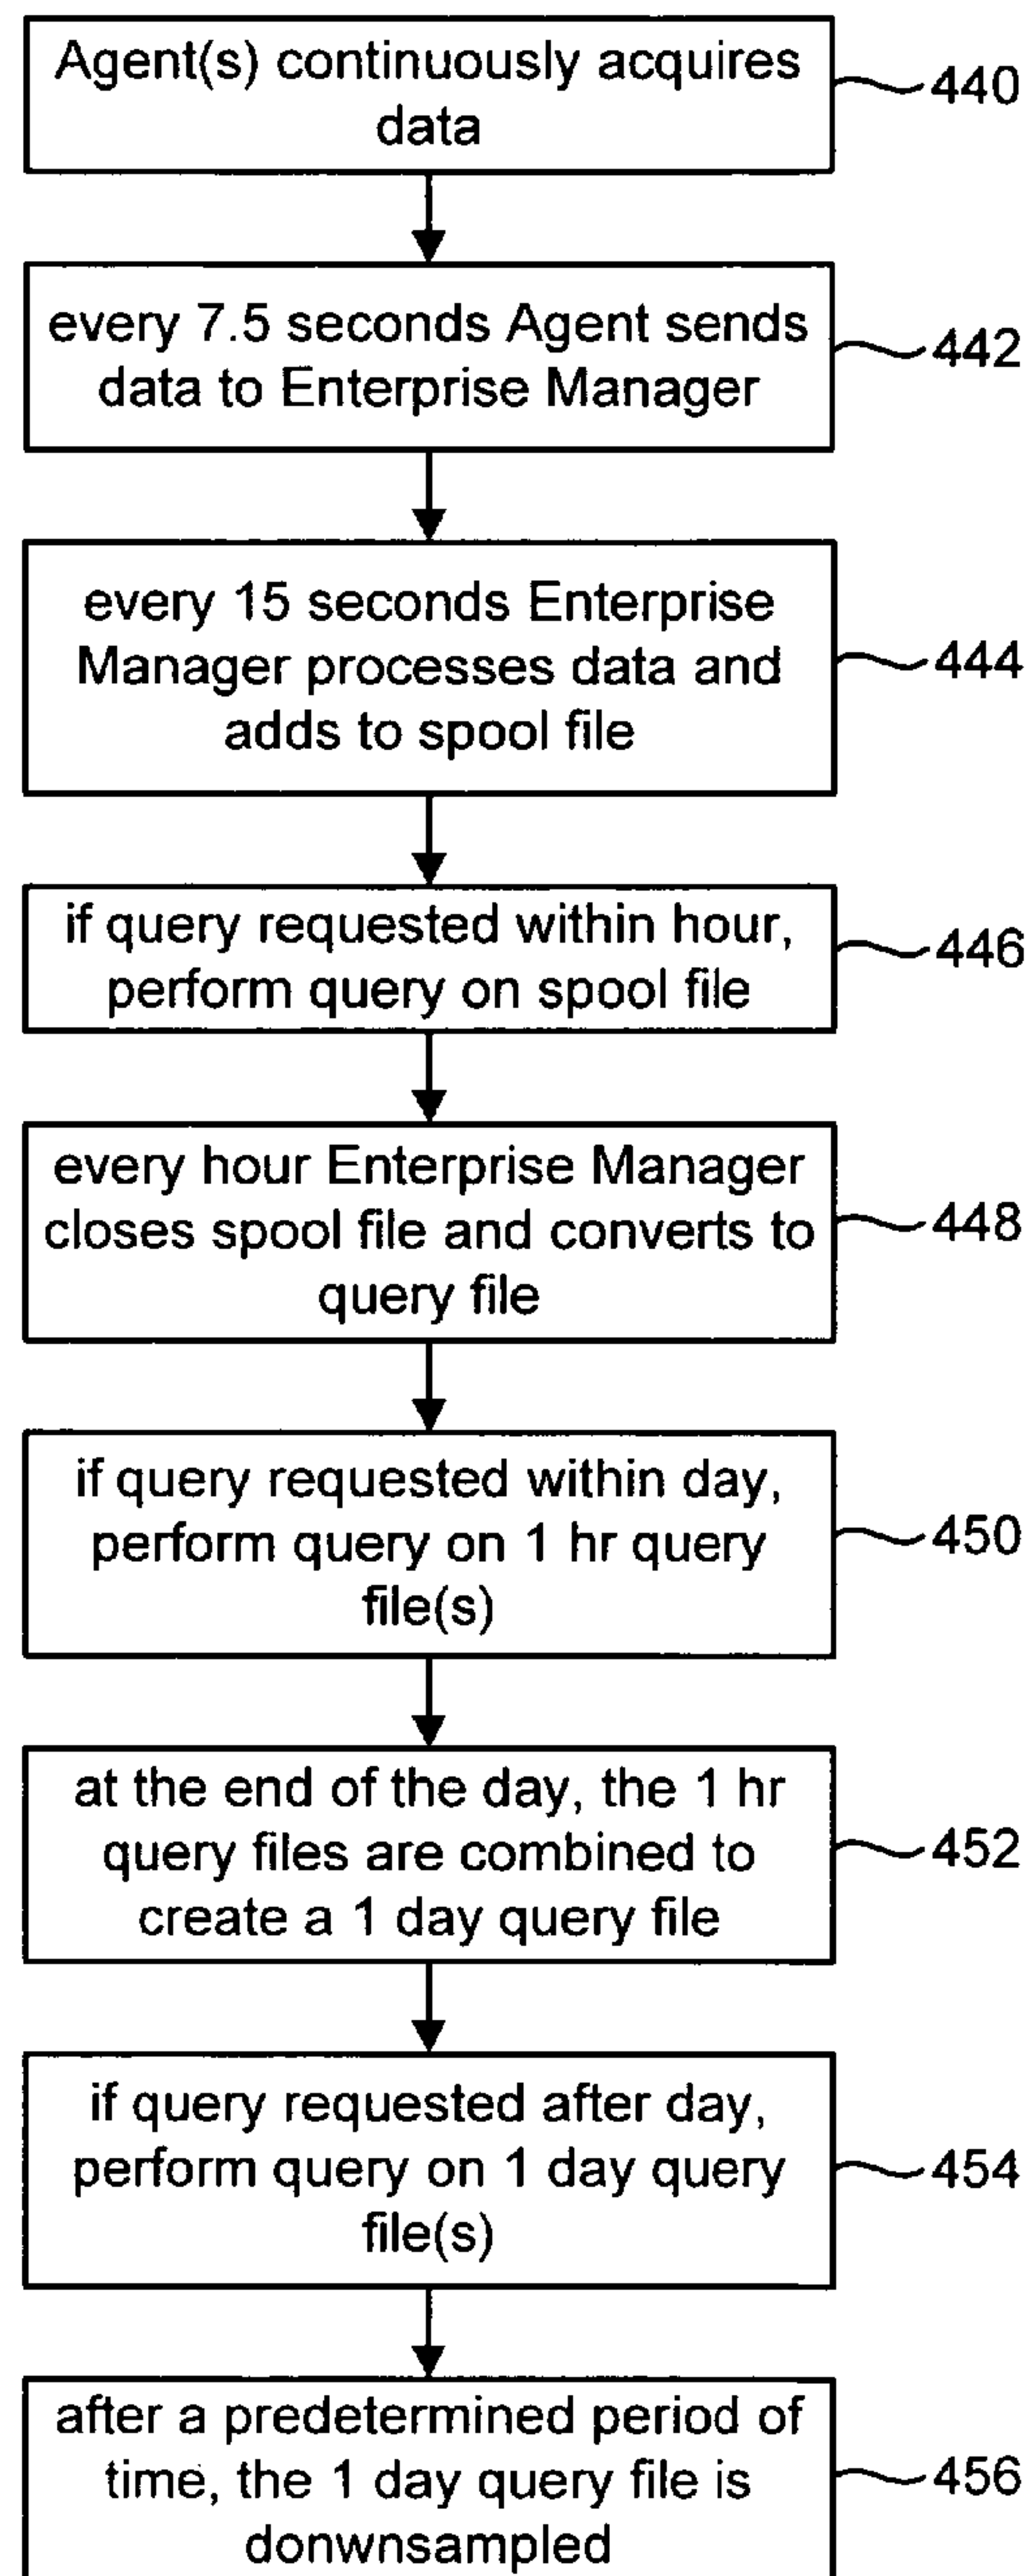 Agent(s) continuously acquires
data
440
every 7.5 seconds Agent sends
data to Enterprise Manager
442
every 15 seconds Enterprise
Manager processes data and
adds to spool file
444
if query requested within hour,
perform query on spool file
446
every hour Enterprise Manager
closes spool file and converts to
query file
448
if query requested within day,
perform query on 1 hr query
file(s)
450
at the end of the day, the 1 hr
query files are combined to
create a 1 day query file
452
if query requested after day,
perform query on 1 day query
file(s)
454
after a predetermined period of
time, the 1 day query file is
donwnsampled
456